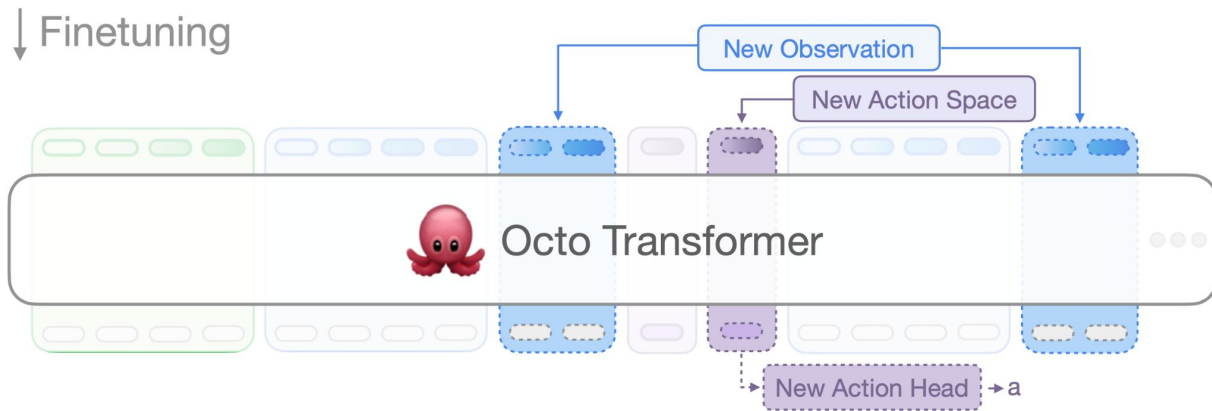 Finetuning
New Observation
New Action Space
Octo Transformer
New Action Head
a